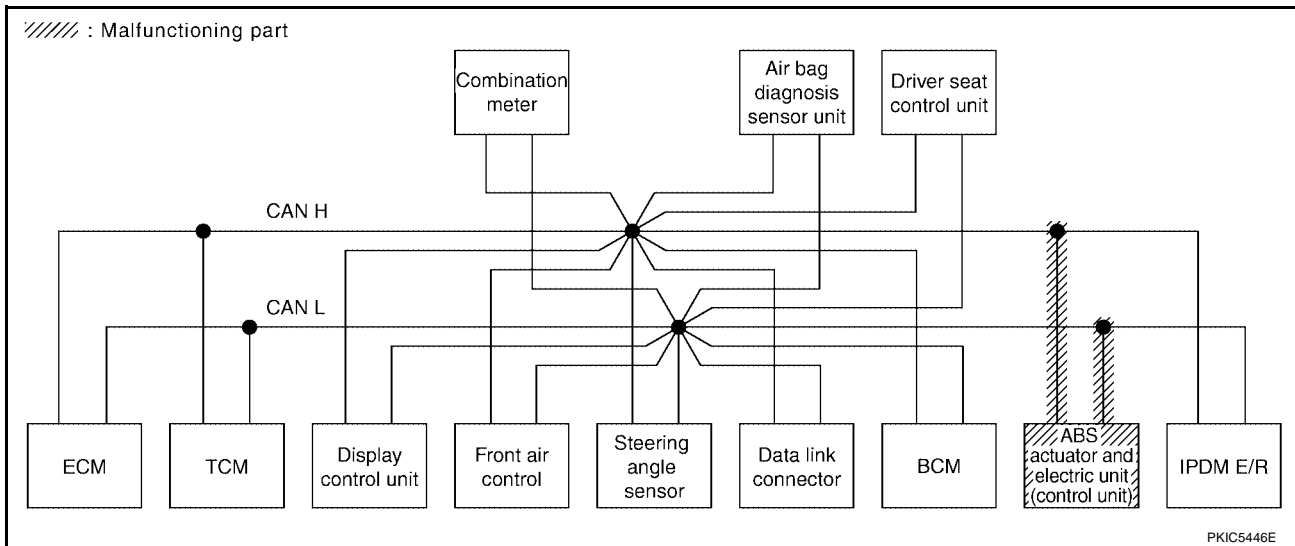 : Malfunctioning part
Combination
meter
Air bag
diagnosis
sensor unit
Driver seat
control unit
CAN H
CAN L
ECM
TCM
Display
control unit
Front air
control
Steering
angle
sensor
Data link
connector
BCM
ABS
actuator and
electric unit
(control unit)
IPDM E/R
PKIC5446E